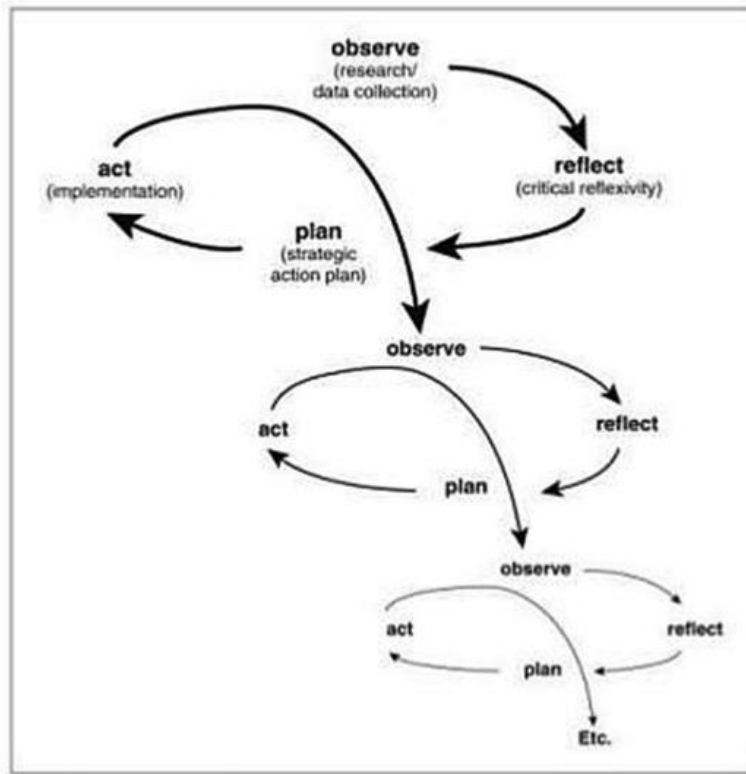 observe
(research/
data collection)
reflect
(critical reflexivity)
act
(implementation)
plan
(strategic
action plan)
observe
reflect
act
plan
observe
reflect
act
plan
Etc.